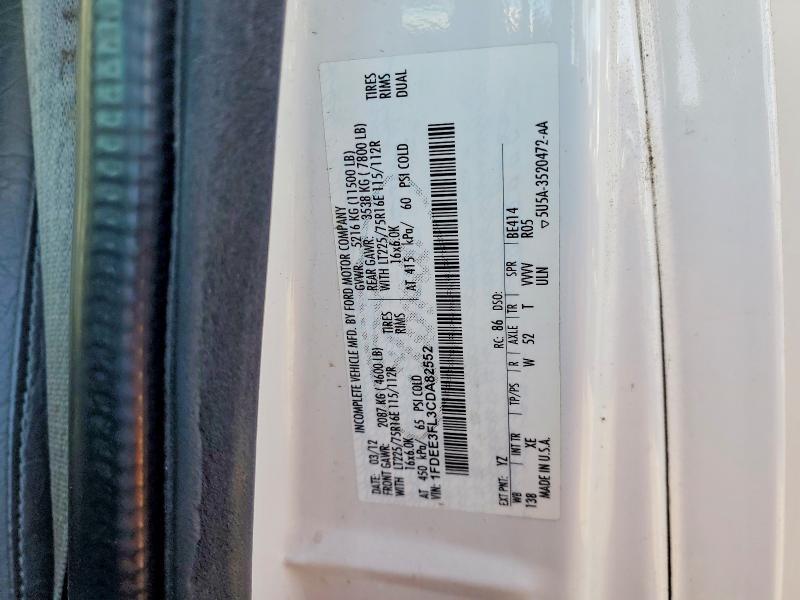 INCOMPLETE VEHICLE MFD. BY FORD MOTOR COMPANY
DATE: 03/12 GVWR: 5216 KG (11500 LB)
FRONT GAWR: 2087 KG (4600 LB) REAR GAWR: 3538 KG (7800 LB)
WITH LT225/75R16E 115/112R TIRES WITH LT225/75R16E 115/112R TIRES
16x6.0K RIMS 16x6.0K RIMS
AT 450 kPa/ 65 PSI COLD AT 415 kPa/ 60 PSI COLD DUAL
VIN: 1FDEE3FL3CDA82552
EXT PNT: YZ RC: 86 DSO:
WB INT TR TP/PS R AXLE TR SPR BE414
138 XE W 52 T VWV R05
MADE IN U.S.A. ULN ▽5U5A-3520472-AA